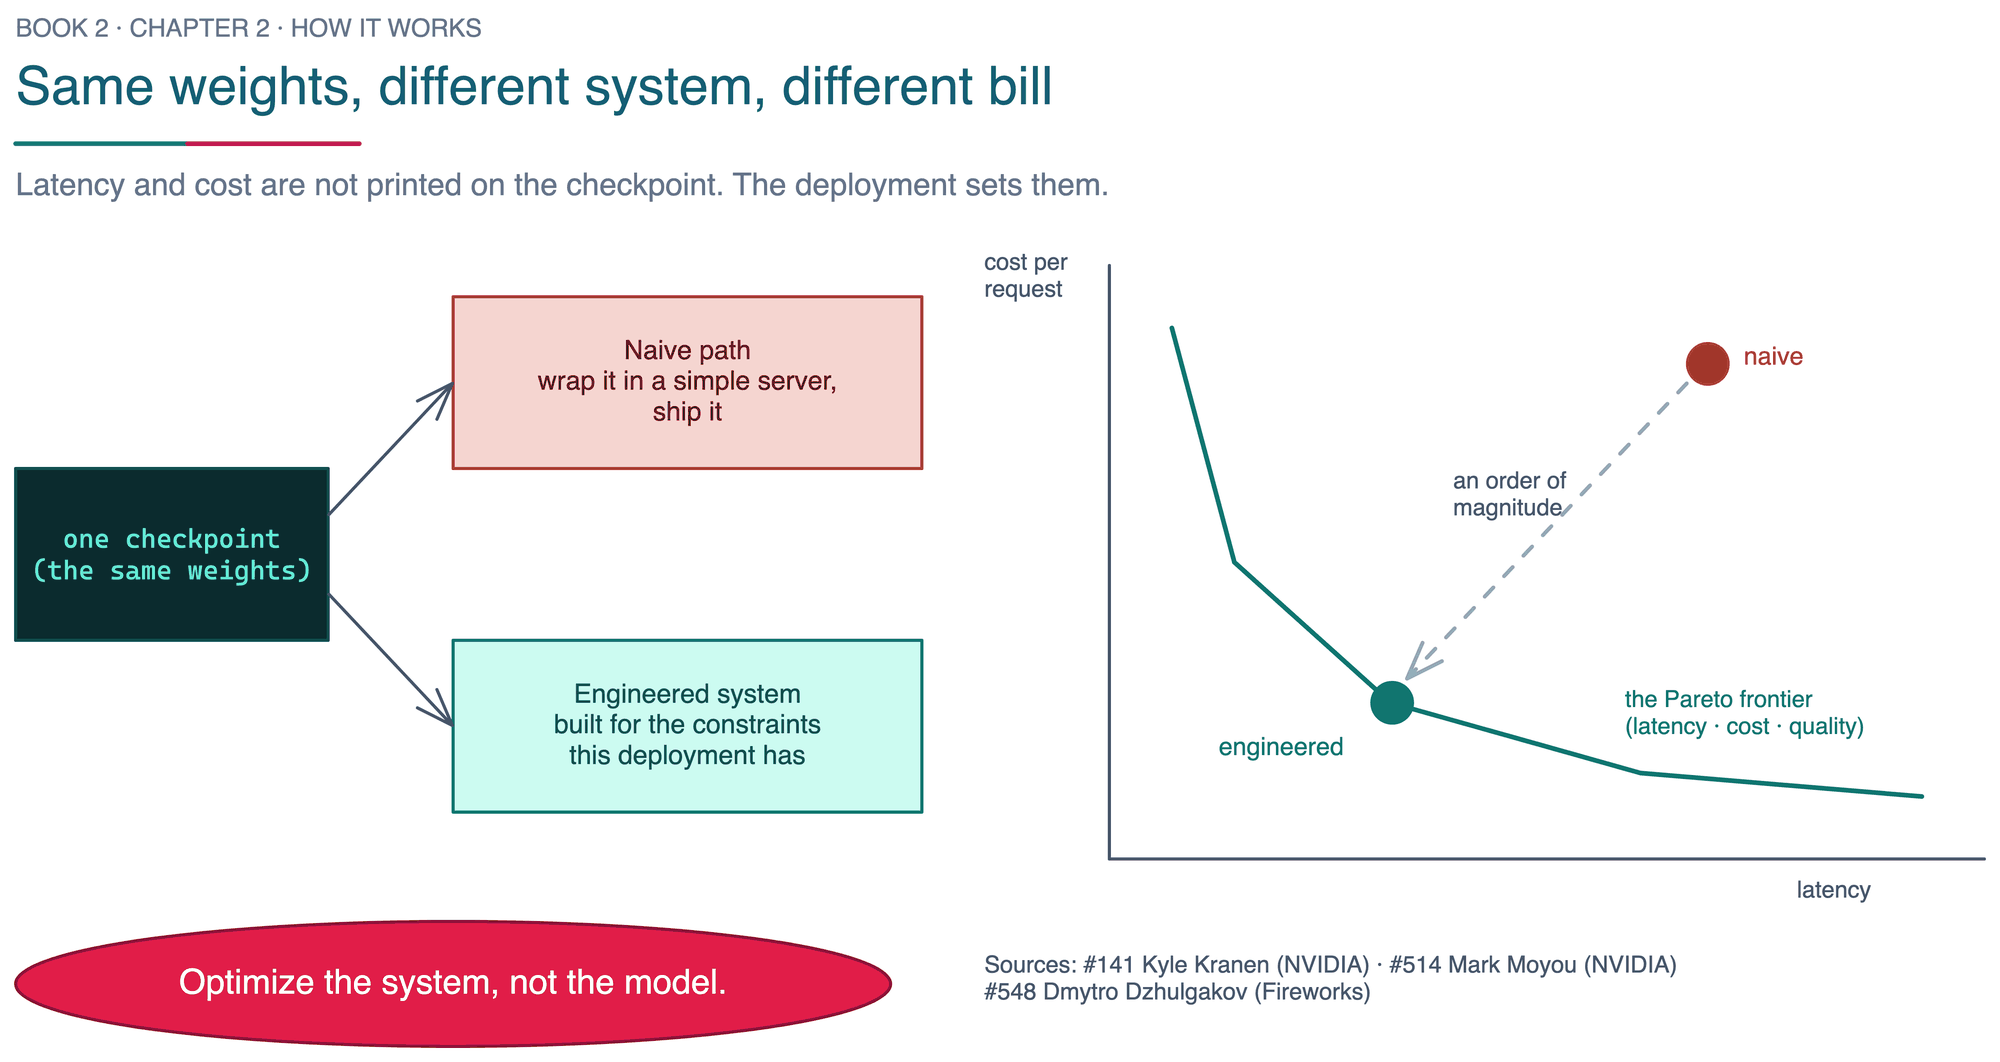 BOOK 2 · CHAPTER 2 · HOW IT WORKS
Same weights, different system, different bill
Latency and cost are not printed on the checkpoint. The deployment sets them.
one checkpoint
(the same weights)
Naive path
wrap it in a simple server,
ship it
Engineered system
built for the constraints
this deployment has
cost per
request
naive
an order of
magnitude
the Pareto frontier
(latency · cost · quality)
engineered
latency
Optimize the system, not the model.
Sources: #141 Kyle Kranen (NVIDIA) · #514 Mark Moyou (NVIDIA)
#548 Dmytro Dzhulgakov (Fireworks)